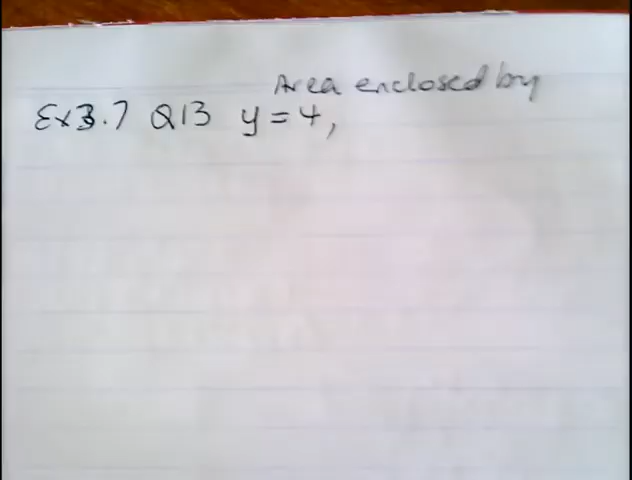 Area enclosed by
Ex3.7 Q13 y = 4,